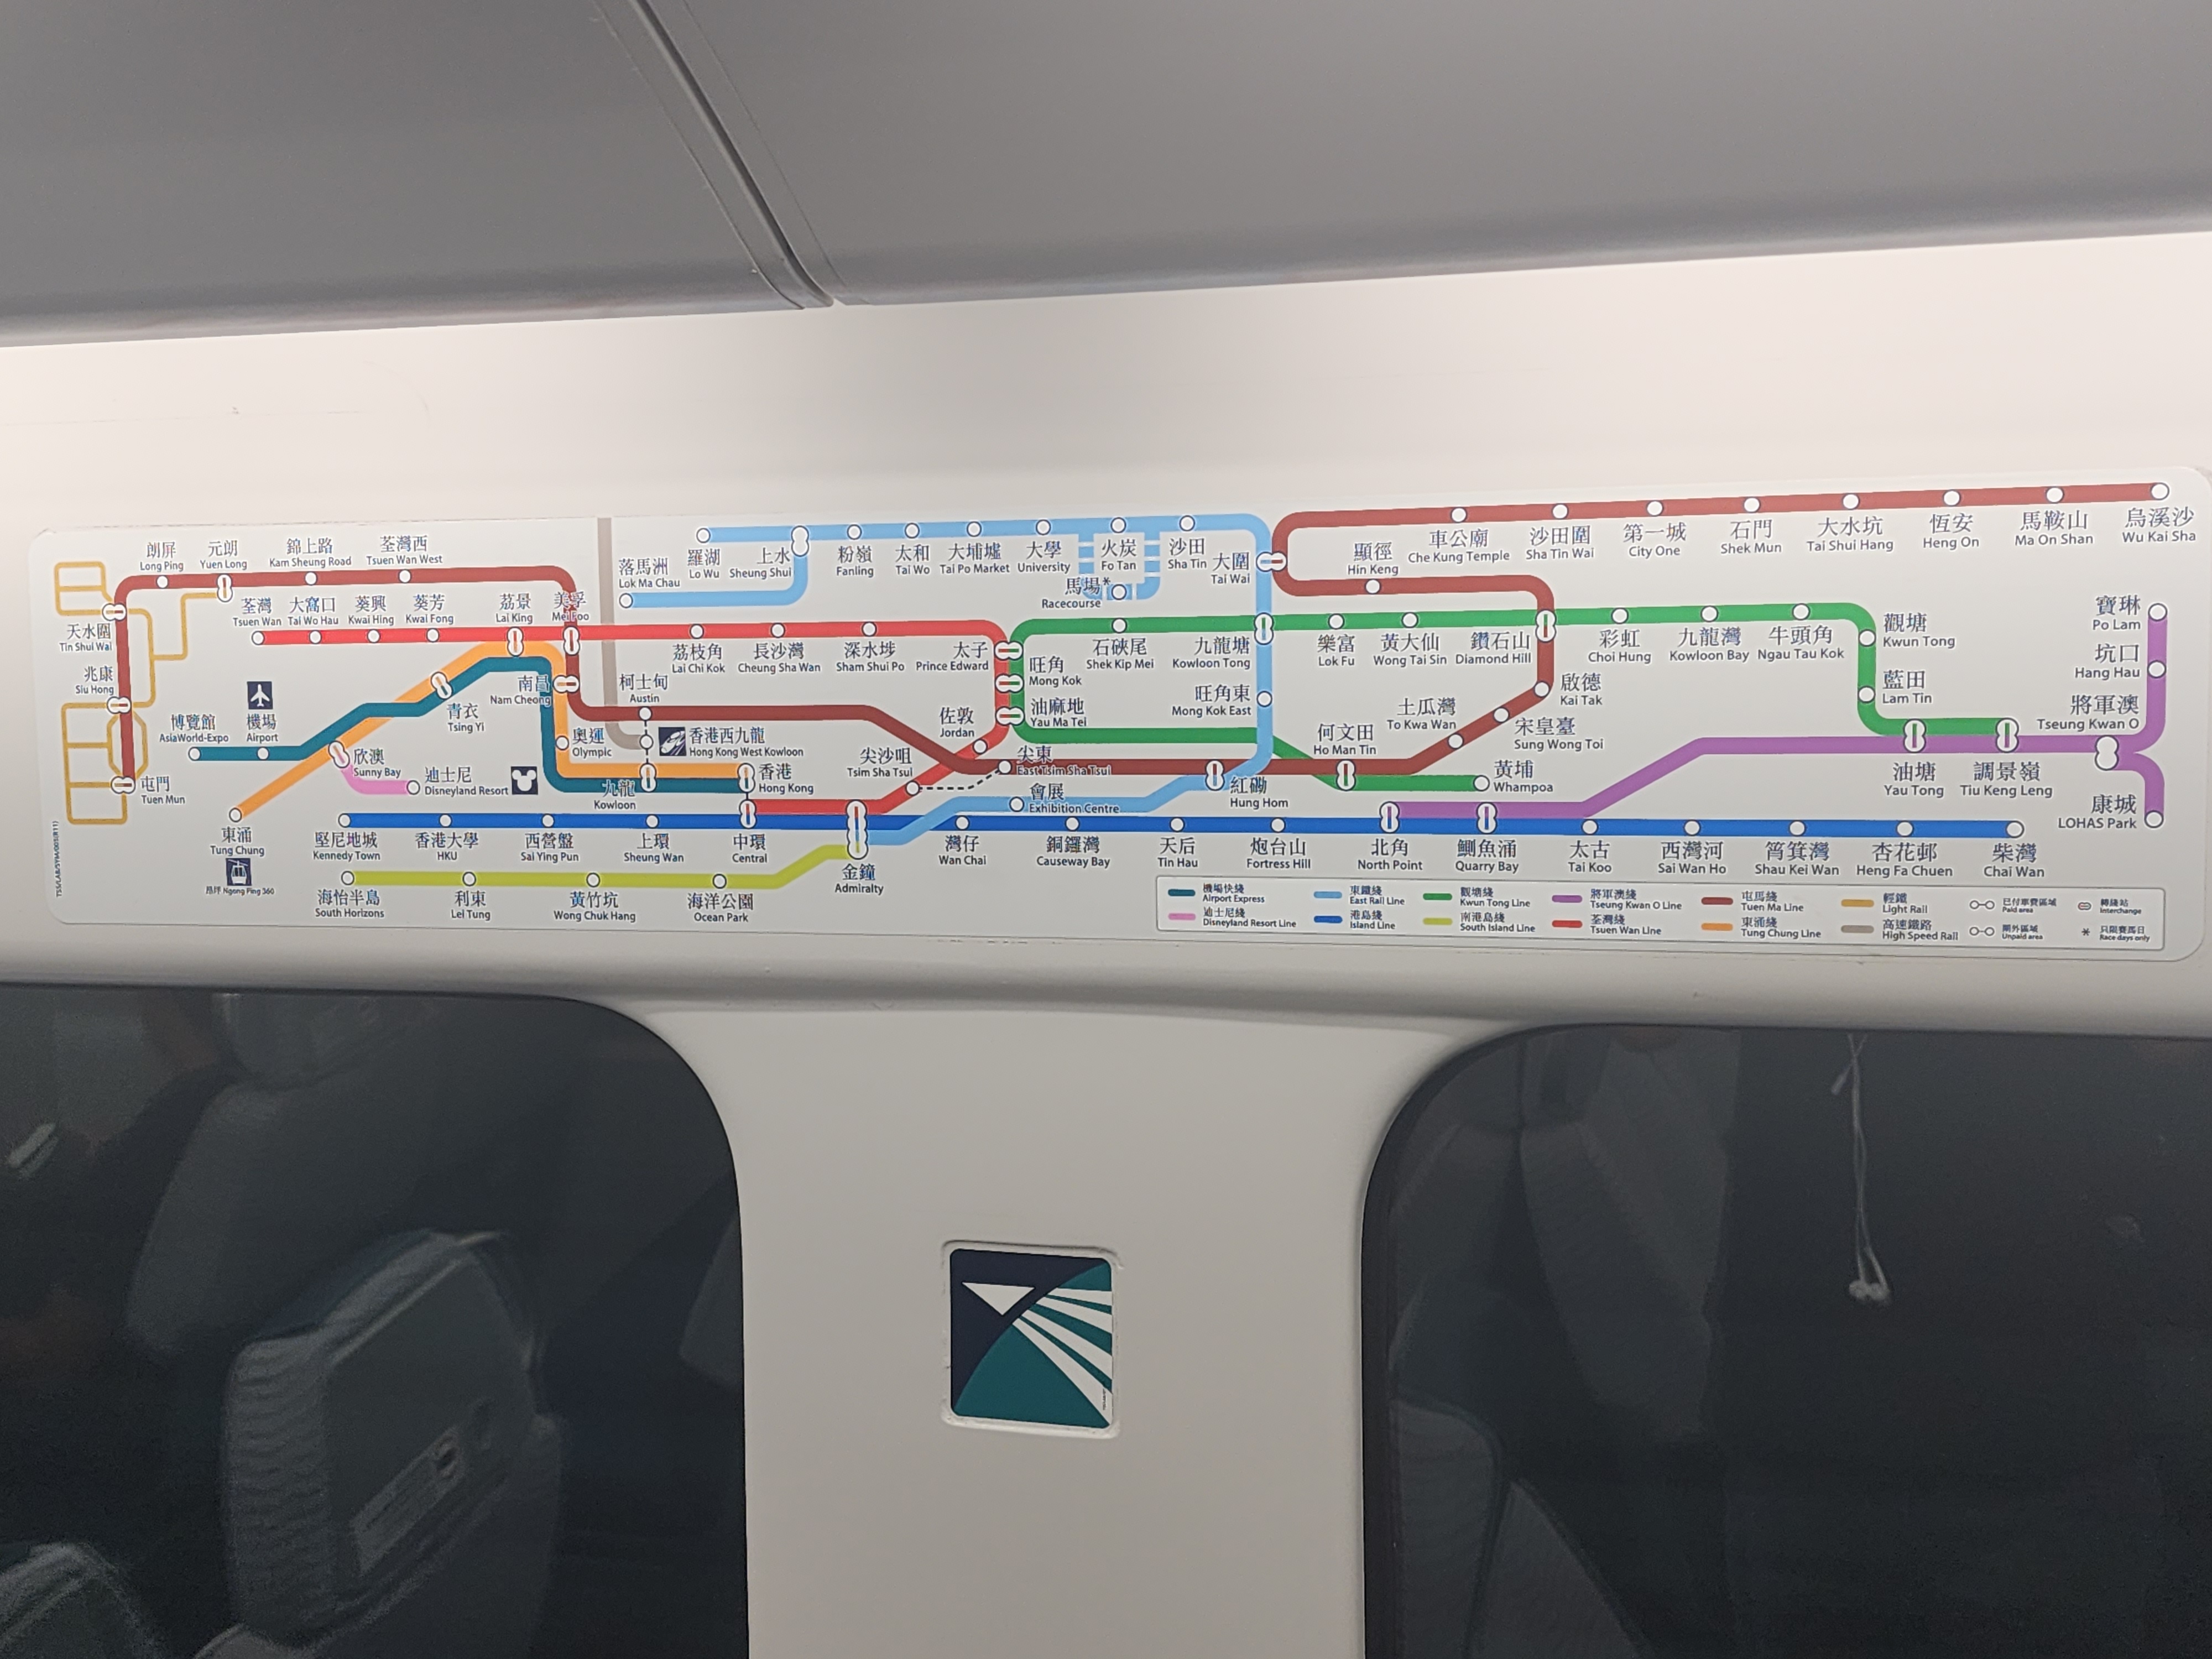 朗屏
Long Ping
元朗
Yuen Long
錦上路
Kam Sheung Road
荃灣西
Tsuen Wan West
天水圍
Tin Shui Wai
兆康
Siu Hong
屯門
Tuen Mun
荃灣
Tsuen Wan
大窩口
Tai Wo Hau
葵興
Kwai Hing
葵芳
Kwai Fong
荔景
Lai King
美孚
Mei Foo
博覽館
AsiaWorld-Expo
機場
Airport
青衣
Tsing Yi
南昌
Nam Cheong
欣澳
Sunny Bay
迪士尼
Disneyland Resort
東涌
Tung Chung
昂坪 Ngong Ping 360
奧運
Olympic
九龍
Kowloon
柯士甸
Austin
香港西九龍
Hong Kong West Kowloon
香港
Hong Kong
落馬洲
Lok Ma Chau
羅湖
Lo Wu
上水
Sheung Shui
粉嶺
Fanling
太和
Tai Wo
大埔墟
Tai Po Market
大學
University
火炭
Fo Tan
馬場*
Racecourse
沙田
Sha Tin
大圍
Tai Wai
荔枝角
Lai Chi Kok
長沙灣
Cheung Sha Wan
深水埗
Sham Shui Po
太子
Prince Edward
旺角
Mong Kok
油麻地
Yau Ma Tei
佐敦
Jordan
尖沙咀
Tsim Sha Tsui
尖東
East Tsim Sha Tsui
會展
Exhibition Centre
石硤尾
Shek Kip Mei
九龍塘
Kowloon Tong
旺角東
Mong Kok East
紅磡
Hung Hom
顯徑
Hin Keng
車公廟
Che Kung Temple
沙田圍
Sha Tin Wai
第一城
City One
石門
Shek Mun
大水坑
Tai Shui Hang
恆安
Heng On
馬鞍山
Ma On Shan
烏溪沙
Wu Kai Sha
樂富
Lok Fu
黃大仙
Wong Tai Sin
鑽石山
Diamond Hill
彩虹
Choi Hung
九龍灣
Kowloon Bay
牛頭角
Ngau Tau Kok
觀塘
Kwun Tong
藍田
Lam Tin
啟德
Kai Tak
宋皇臺
Sung Wong Toi
土瓜灣
To Kwa Wan
何文田
Ho Man Tin
黃埔
Whampoa
寶琳
Po Lam
坑口
Hang Hau
將軍澳
Tseung Kwan O
油塘
Yau Tong
調景嶺
Tiu Keng Leng
康城
LOHAS Park
堅尼地城
Kennedy Town
香港大學
HKU
西營盤
Sai Ying Pun
上環
Sheung Wan
中環
Central
金鐘
Admiralty
灣仔
Wan Chai
銅鑼灣
Causeway Bay
天后
Tin Hau
炮台山
Fortress Hill
北角
North Point
鰂魚涌
Quarry Bay
太古
Tai Koo
西灣河
Sai Wan Ho
筲箕灣
Shau Kei Wan
杏花邨
Heng Fa Chuen
柴灣
Chai Wan
海怡半島
South Horizons
利東
Lei Tung
黃竹坑
Wong Chuk Hang
海洋公園
Ocean Park
機場快綫
Airport Express
迪士尼綫
Disneyland Resort Line
東鐵綫
East Rail Line
港島綫
Island Line
觀塘綫
Kwun Tong Line
南港島綫
South Island Line
將軍澳綫
Tseung Kwan O Line
荃灣綫
Tsuen Wan Line
屯馬綫
Tuen Ma Line
東涌綫
Tung Chung Line
輕鐵
Light Rail
高速鐵路
High Speed Rail
已付車費區域
Paid area
閘外區域
Unpaid area
轉綫站
Interchange
* 只限賽馬日
Race days only